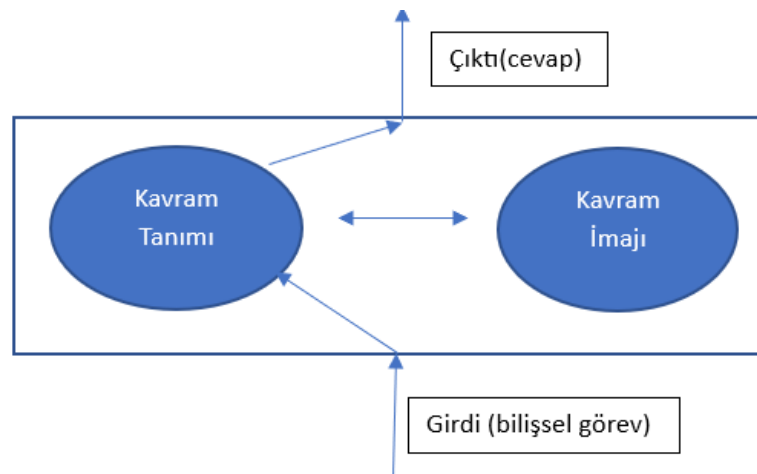 Çıktı(cevap)
Kavram
Tanımı
Kavram
İmajı
Girdi (bilişsel görev)